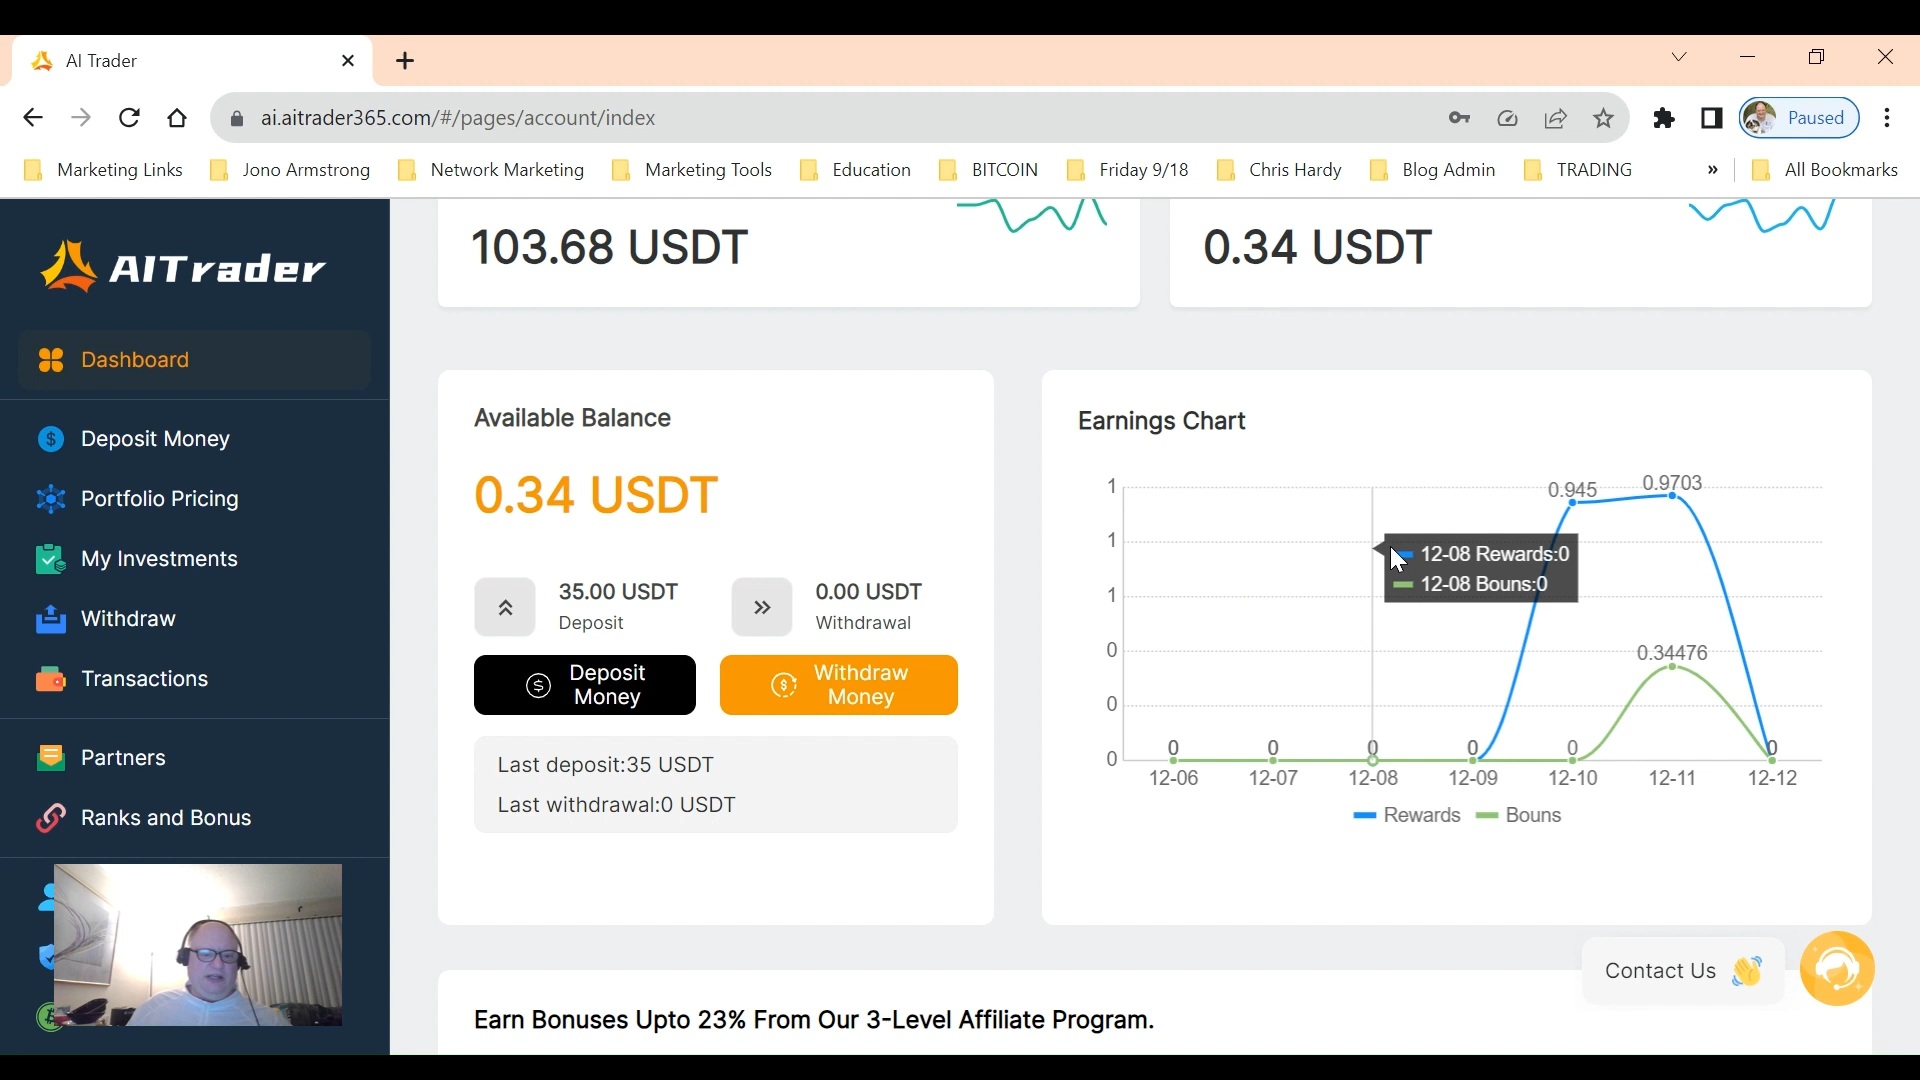 AI Trader
ai.aitrader365.com/#/pages/account/index
Paused
Marketing Links
Jono Armstrong
Network Marketing
Marketing Tools
Education
BITCOIN
Friday 9/18
Chris Hardy
Blog Admin
TRADING
»
All Bookmarks
AITrader
Dashboard
Deposit Money
Portfolio Pricing
My Investments
Withdraw
Transactions
Partners
Ranks and Bonus
103.68 USDT
0.34 USDT
Available Balance
0.34 USDT
35.00 USDT
Deposit
0.00 USDT
Withdrawal
Deposit
Money
Withdraw
Money
Last deposit:35 USDT
Last withdrawal:0 USDT
Earnings Chart
1
1
1
0
0
0
0.945
0.9703
12-08 Rewards:0
12-08 Bouns:0
0.34476
0 0 0 0 0 0
12-06 12-07 12-08 12-09 12-10 12-11 12-12
Rewards Bouns
Contact Us
Earn Bonuses Upto 23% From Our 3-Level Affiliate Program.